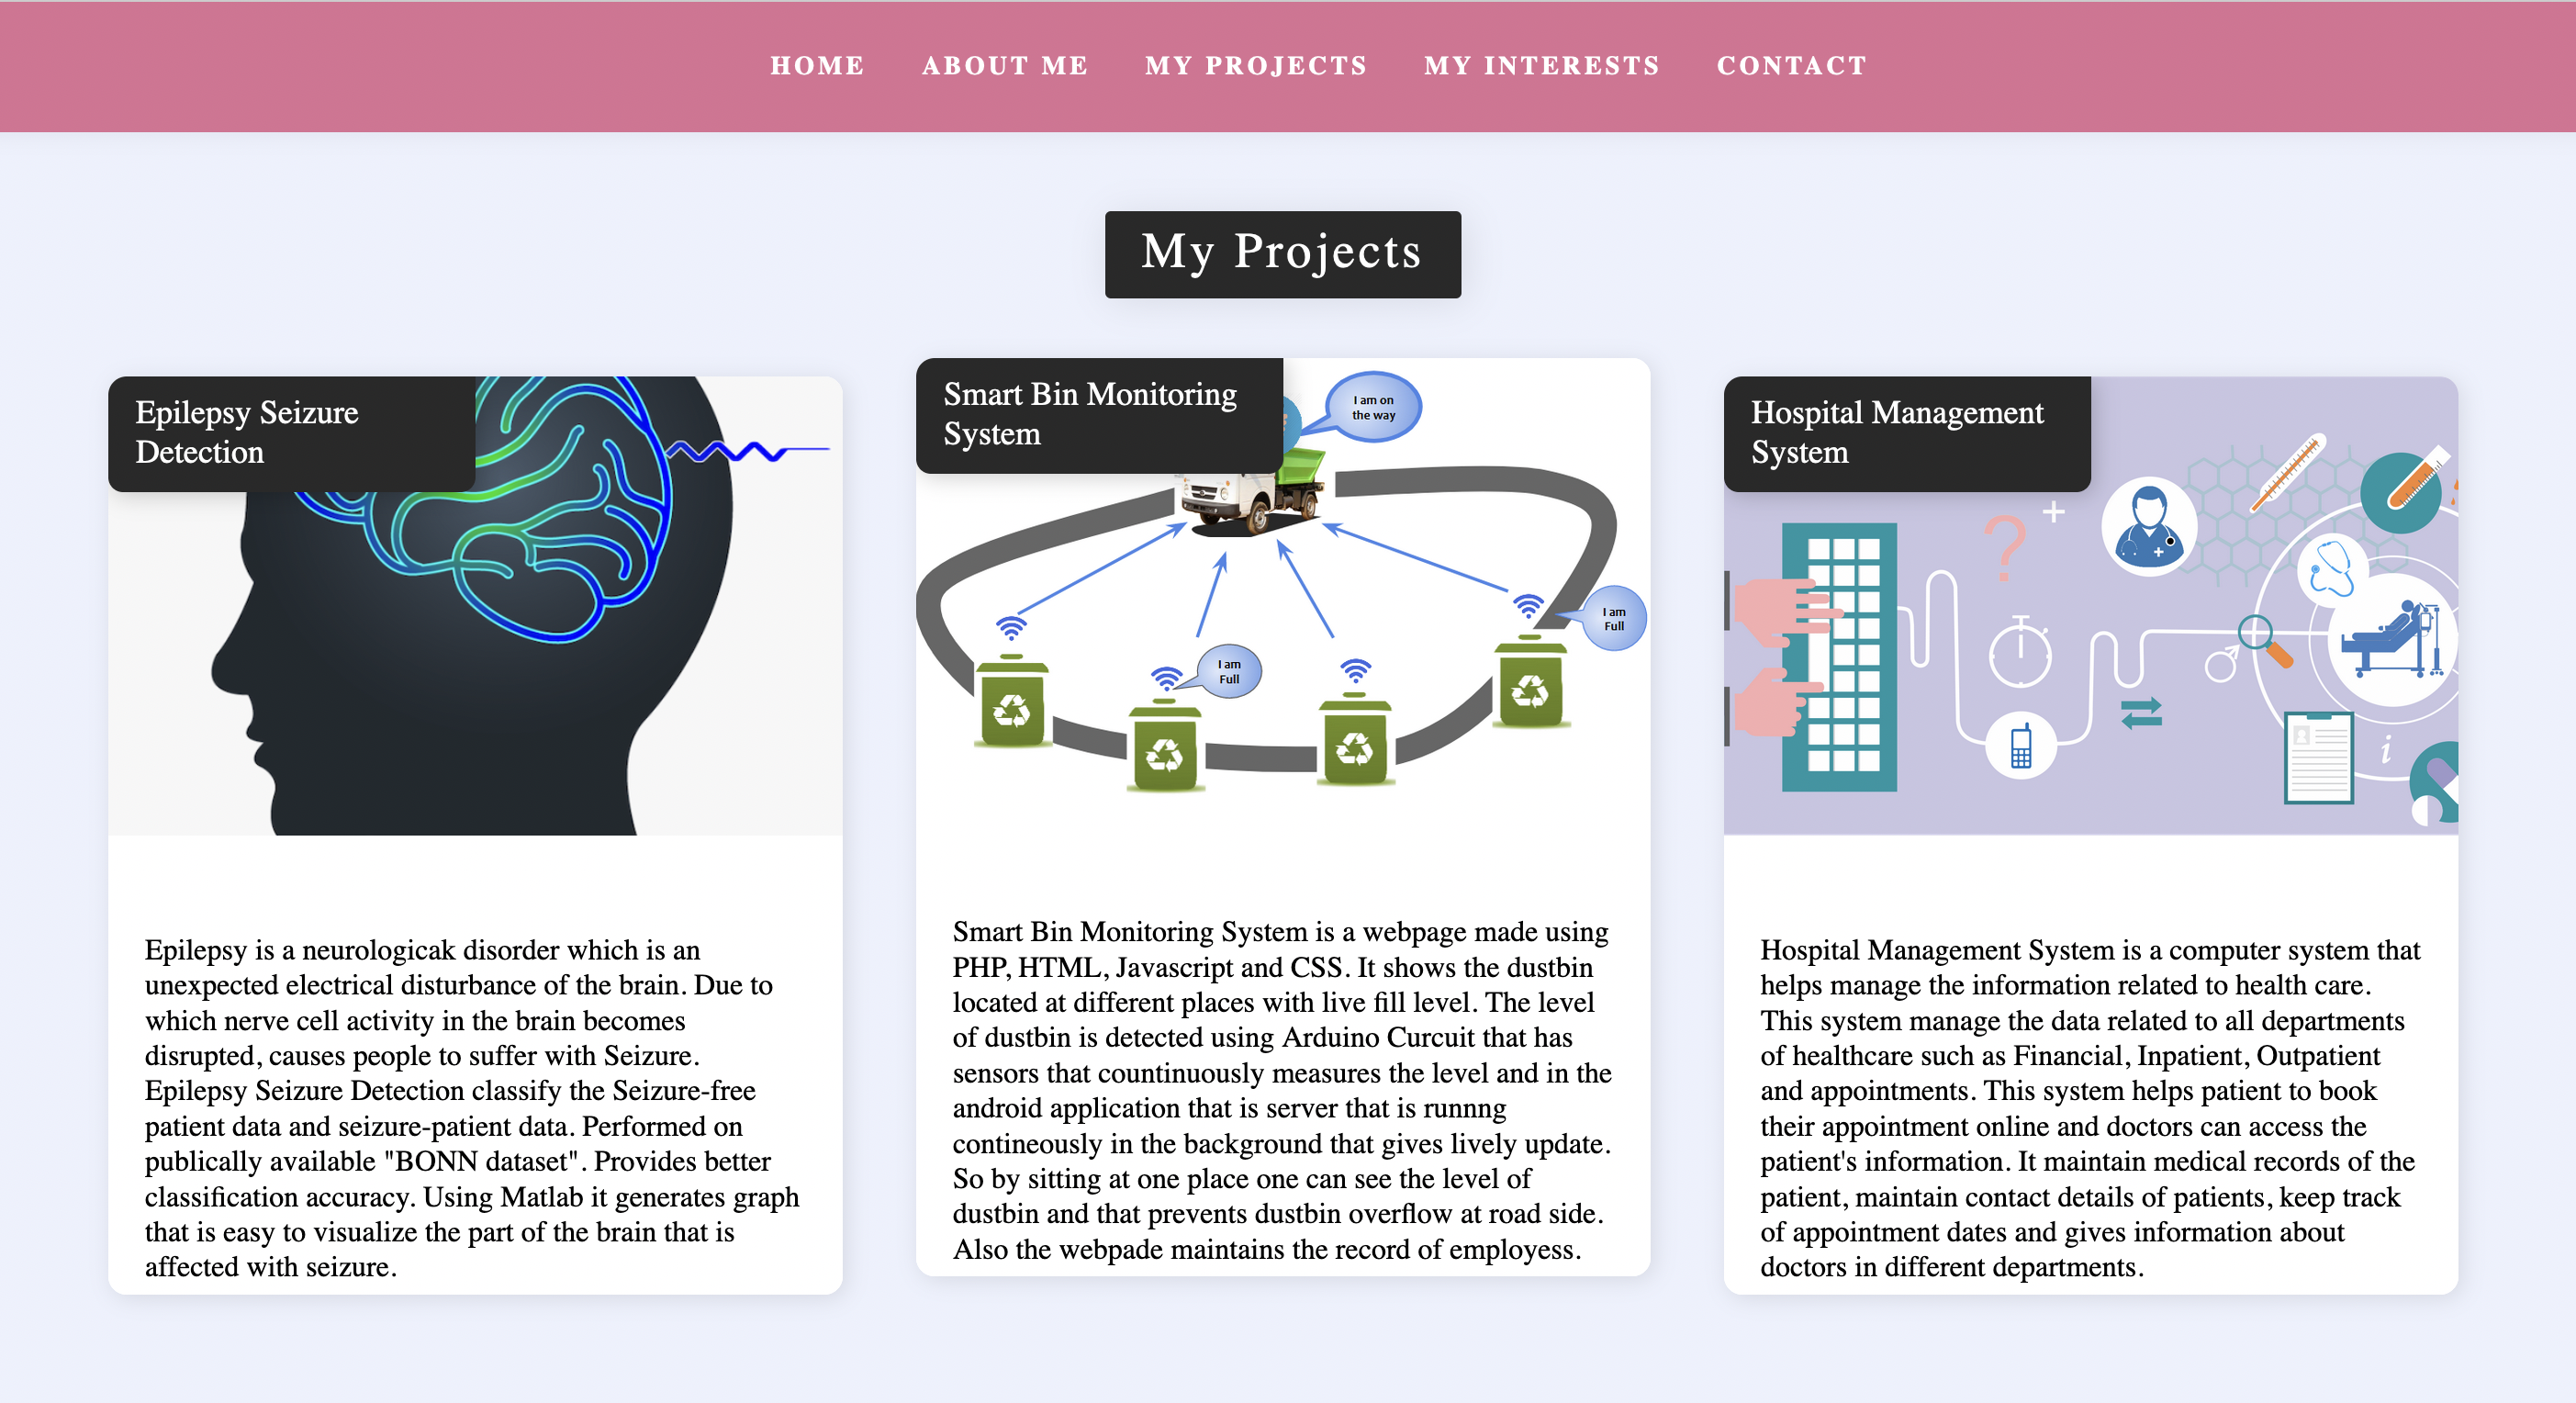 HOME ABOUT ME MY PROJECTS MY INTERESTS CONTACT
My Projects
Epilepsy Seizure
Detection
Epilepsy is a neurologicak disorder which is an
unexpected electrical disturbance of the brain. Due to
which nerve cell activity in the brain becomes
disrupted, causes people to suffer with Seizure.
Epilepsy Seizure Detection classify the Seizure-free
patient data and seizure-patient data. Performed on
publically available "BONN dataset". Provides better
classification accuracy. Using Matlab it generates graph
that is easy to visualize the part of the brain that is
affected with seizure.
Smart Bin Monitoring
System
I am on
the way
I am
Full
I am
Full
Smart Bin Monitoring System is a webpage made using
PHP, HTML, Javascript and CSS. It shows the dustbin
located at different places with live fill level. The level
of dustbin is detected using Arduino Curcuit that has
sensors that countinuously measures the level and in the
android application that is server that is runnng
contineously in the background that gives lively update.
So by sitting at one place one can see the level of
dustbin and that prevents dustbin overflow at road side.
Also the webpade maintains the record of employess.
Hospital Management
System
?
i
Hospital Management System is a computer system that
helps manage the information related to health care.
This system manage the data related to all departments
of healthcare such as Financial, Inpatient, Outpatient
and appointments. This system helps patient to book
their appointment online and doctors can access the
patient's information. It maintain medical records of the
patient, maintain contact details of patients, keep track
of appointment dates and gives information about
doctors in different departments.